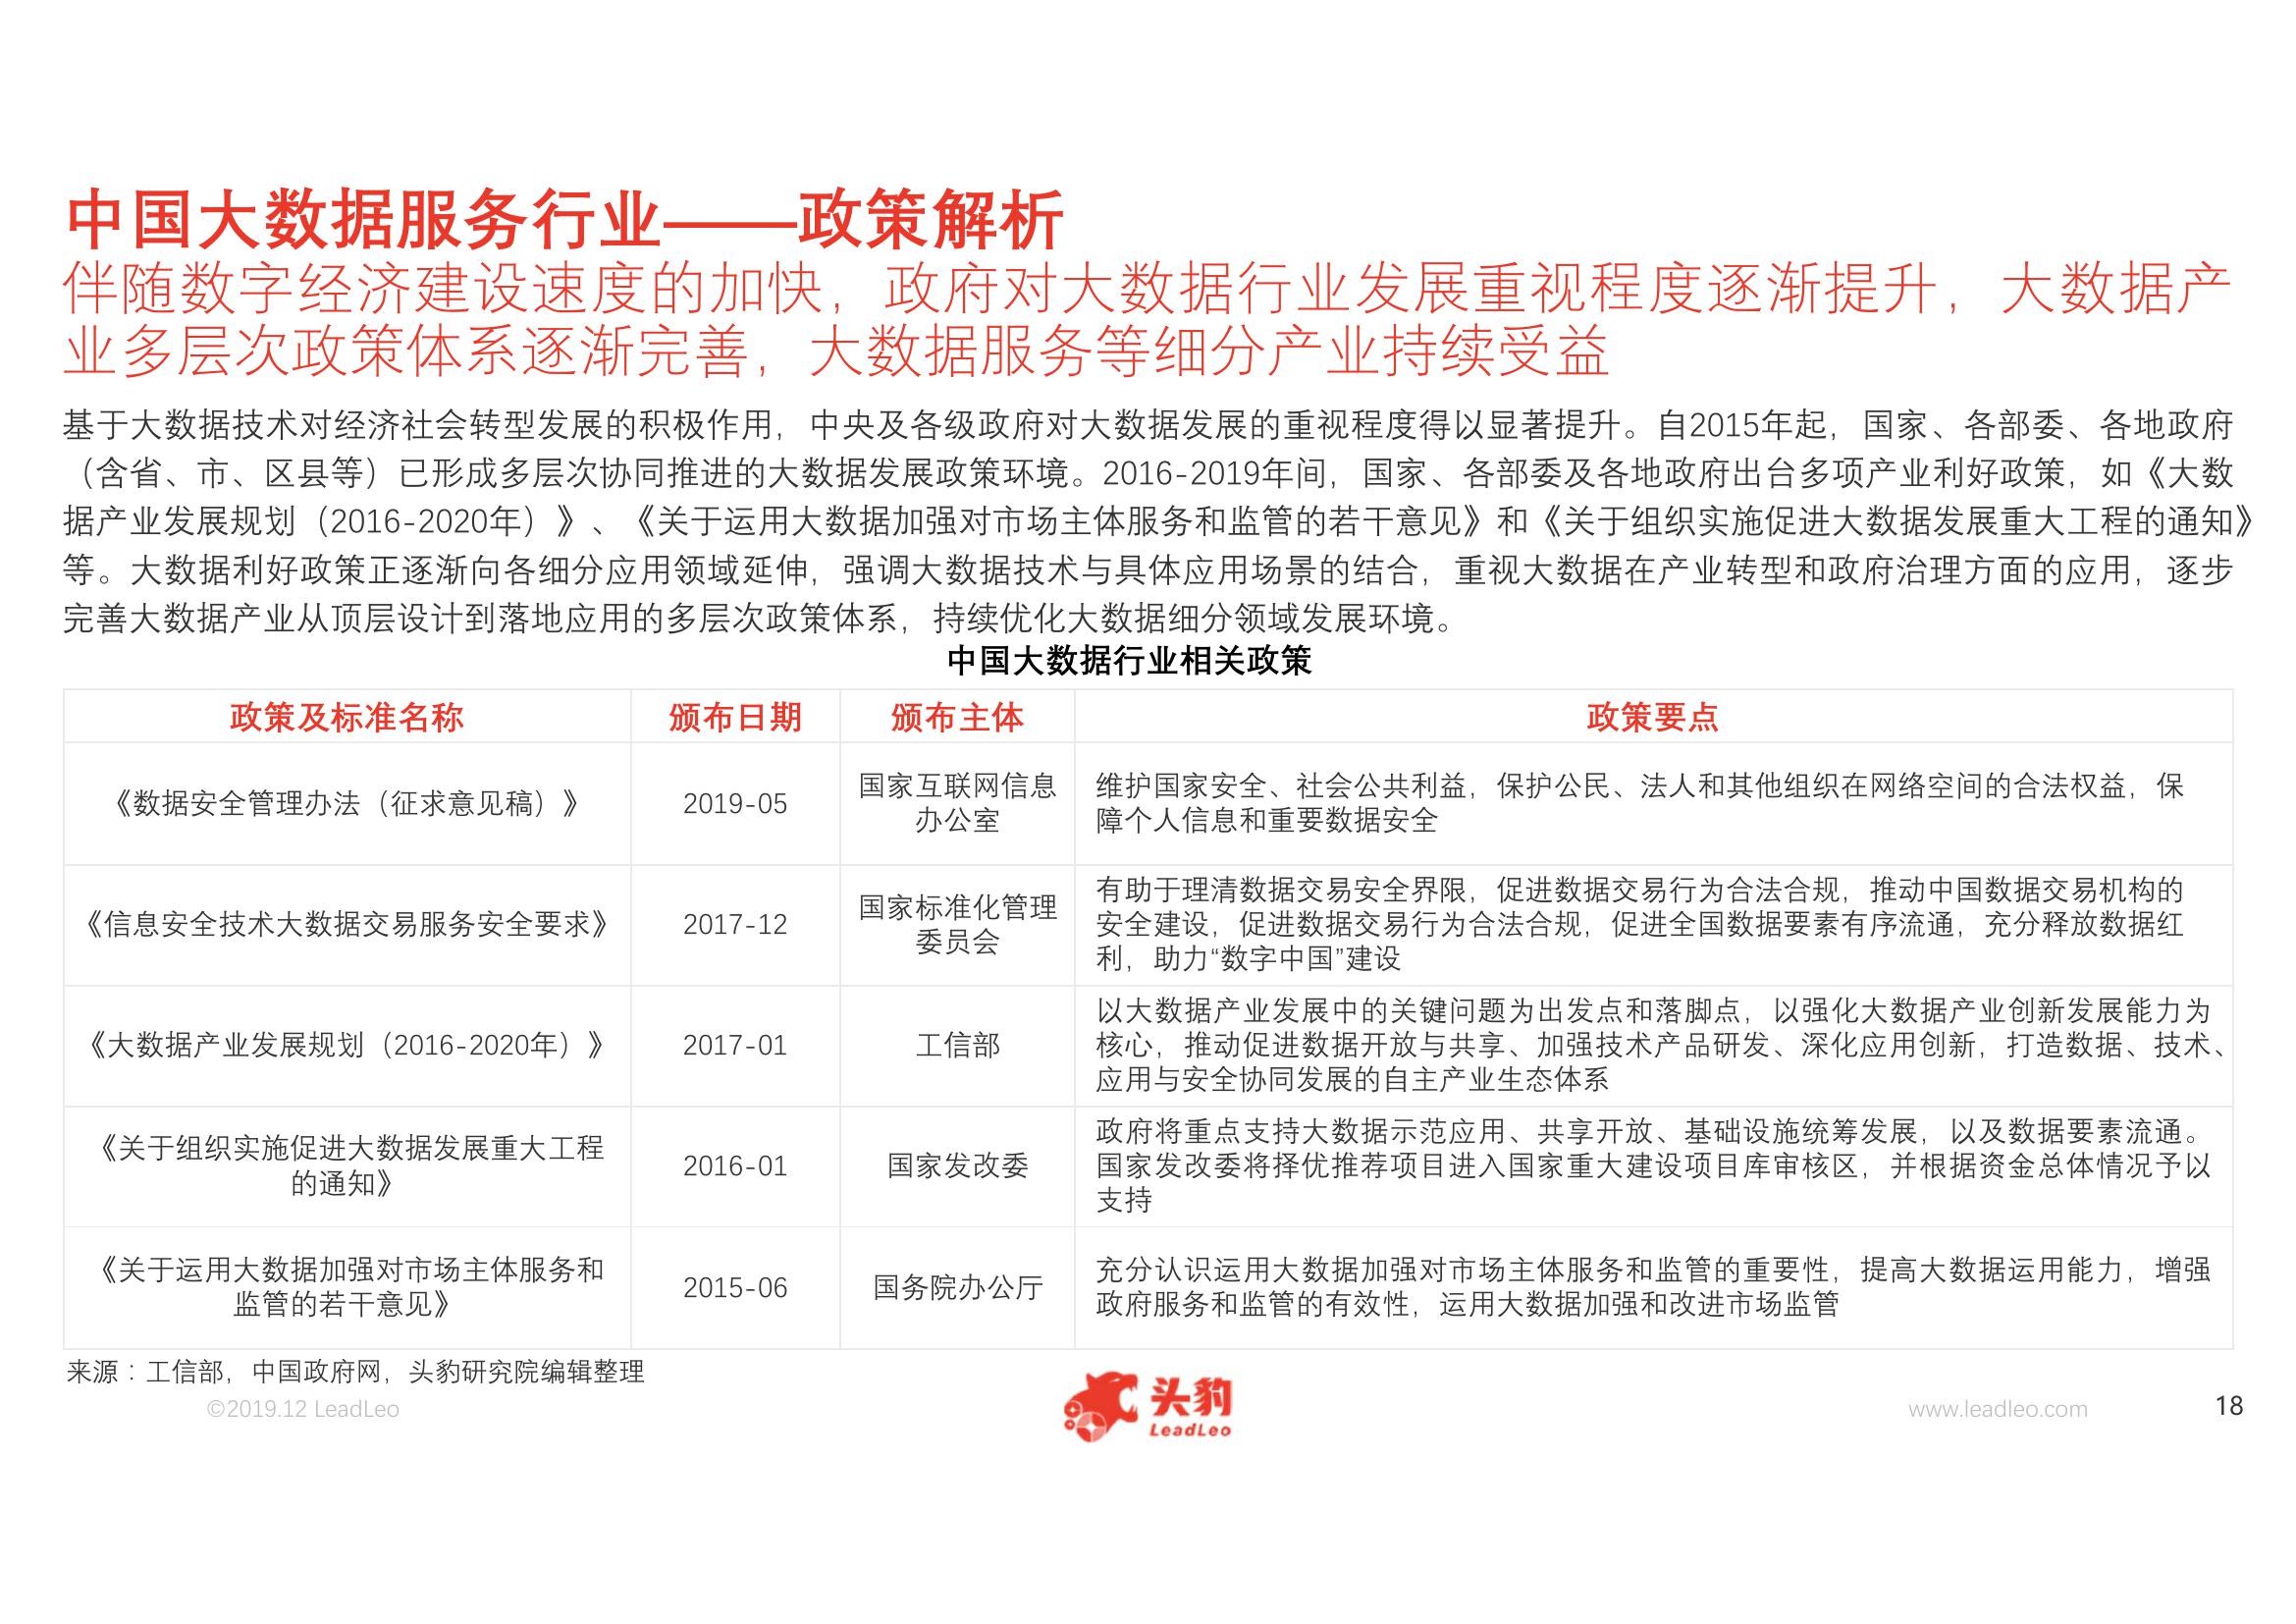 中国大数据服务行业——政策解析
伴随数字经济建设速度的加快，政府对大数据行业发展重视程度逐渐提升，大数据产
业多层次政策体系逐渐完善，大数据服务等细分产业持续受益
基于大数据技术对经济社会转型发展的积极作用，中央及各级政府对大数据发展的重视程度得以显著提升。自2015年起，国家、各部委、各地政府
（含省、市、区县等）已形成多层次协同推进的大数据发展政策环境。2016-2019年间，国家、各部委及各地政府出台多项产业利好政策，如《大数
据产业发展规划（2016-2020年）》、《关于运用大数据加强对市场主体服务和监管的若干意见》和《关于组织实施促进大数据发展重大工程的通知》
等。大数据利好政策正逐渐向各细分应用领域延伸，强调大数据技术与具体应用场景的结合，重视大数据在产业转型和政府治理方面的应用，逐步
完善大数据产业从顶层设计到落地应用的多层次政策体系，持续优化大数据细分领域发展环境。
中国大数据行业相关政策
政策及标准名称 颁布日期 颁布主体 政策要点
《数据安全管理办法（征求意见稿）》 2019-05
国家互联网信息
办公室
维护国家安全、社会公共利益，保护公民、法人和其他组织在网络空间的合法权益，保
障个人信息和重要数据安全
《信息安全技术大数据交易服务安全要求》 2017-12
国家标准化管理
委员会
有助于理清数据交易安全界限，促进数据交易行为合法合规，推动中国数据交易机构的
安全建设，促进数据交易行为合法合规，促进全国数据要素有序流通，充分释放数据红
利，助力“数字中国”建设
《大数据产业发展规划（2016-2020年）》 2017-01 工信部
以大数据产业发展中的关键问题为出发点和落脚点，以强化大数据产业创新发展能力为
核心，推动促进数据开放与共享、加强技术产品研发、深化应用创新，打造数据、技术、
应用与安全协同发展的自主产业生态体系
《关于组织实施促进大数据发展重大工程
的通知》
2016-01 国家发改委
政府将重点支持大数据示范应用、共享开放、基础设施统筹发展，以及数据要素流通。
国家发改委将择优推荐项目进入国家重大建设项目库审核区，并根据资金总体情况予以
支持
《关于运用大数据加强对市场主体服务和
监管的若干意见》
2015-06 国务院办公厅
充分认识运用大数据加强对市场主体服务和监管的重要性，提高大数据运用能力，增强
政府服务和监管的有效性，运用大数据加强和改进市场监管
来源：工信部，中国政府网，头豹研究院编辑整理
©2019.12 LeadLeo
头豹
LeadLeo
www.leadleo.com
18